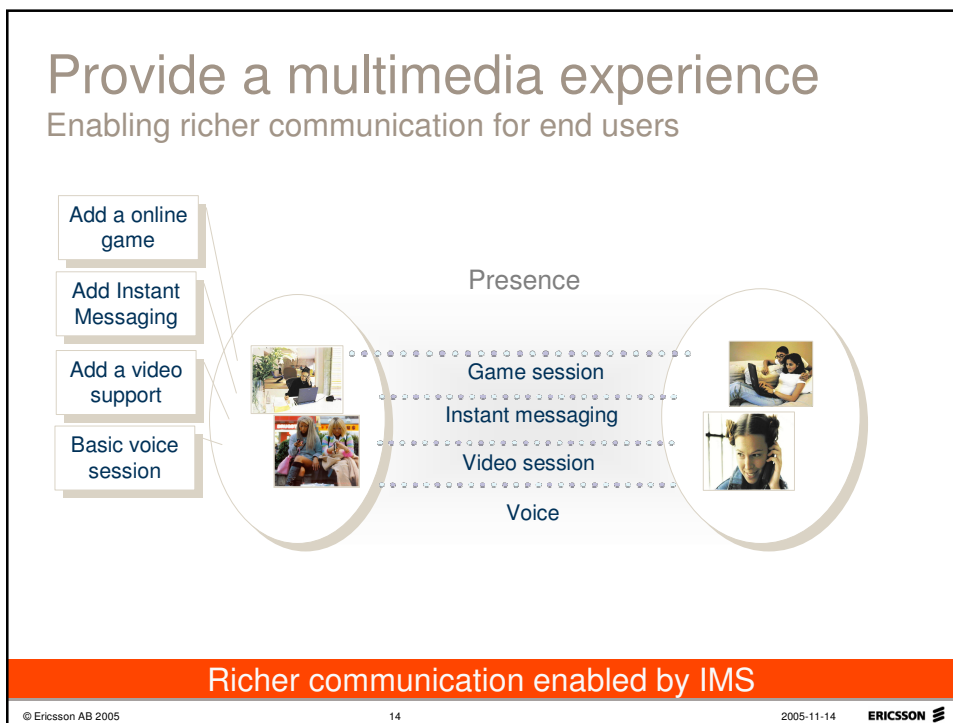 Provide a multimedia experience
Enabling richer communication for end users
Add a online
game
Add Instant
Messaging
Add a video
support
Basic voice
session
Presence
Game session
Instant messaging
Video session
Voice
Richer communication enabled by IMS
© Ericsson AB 2005
14
2005-11-14
ERICSSON